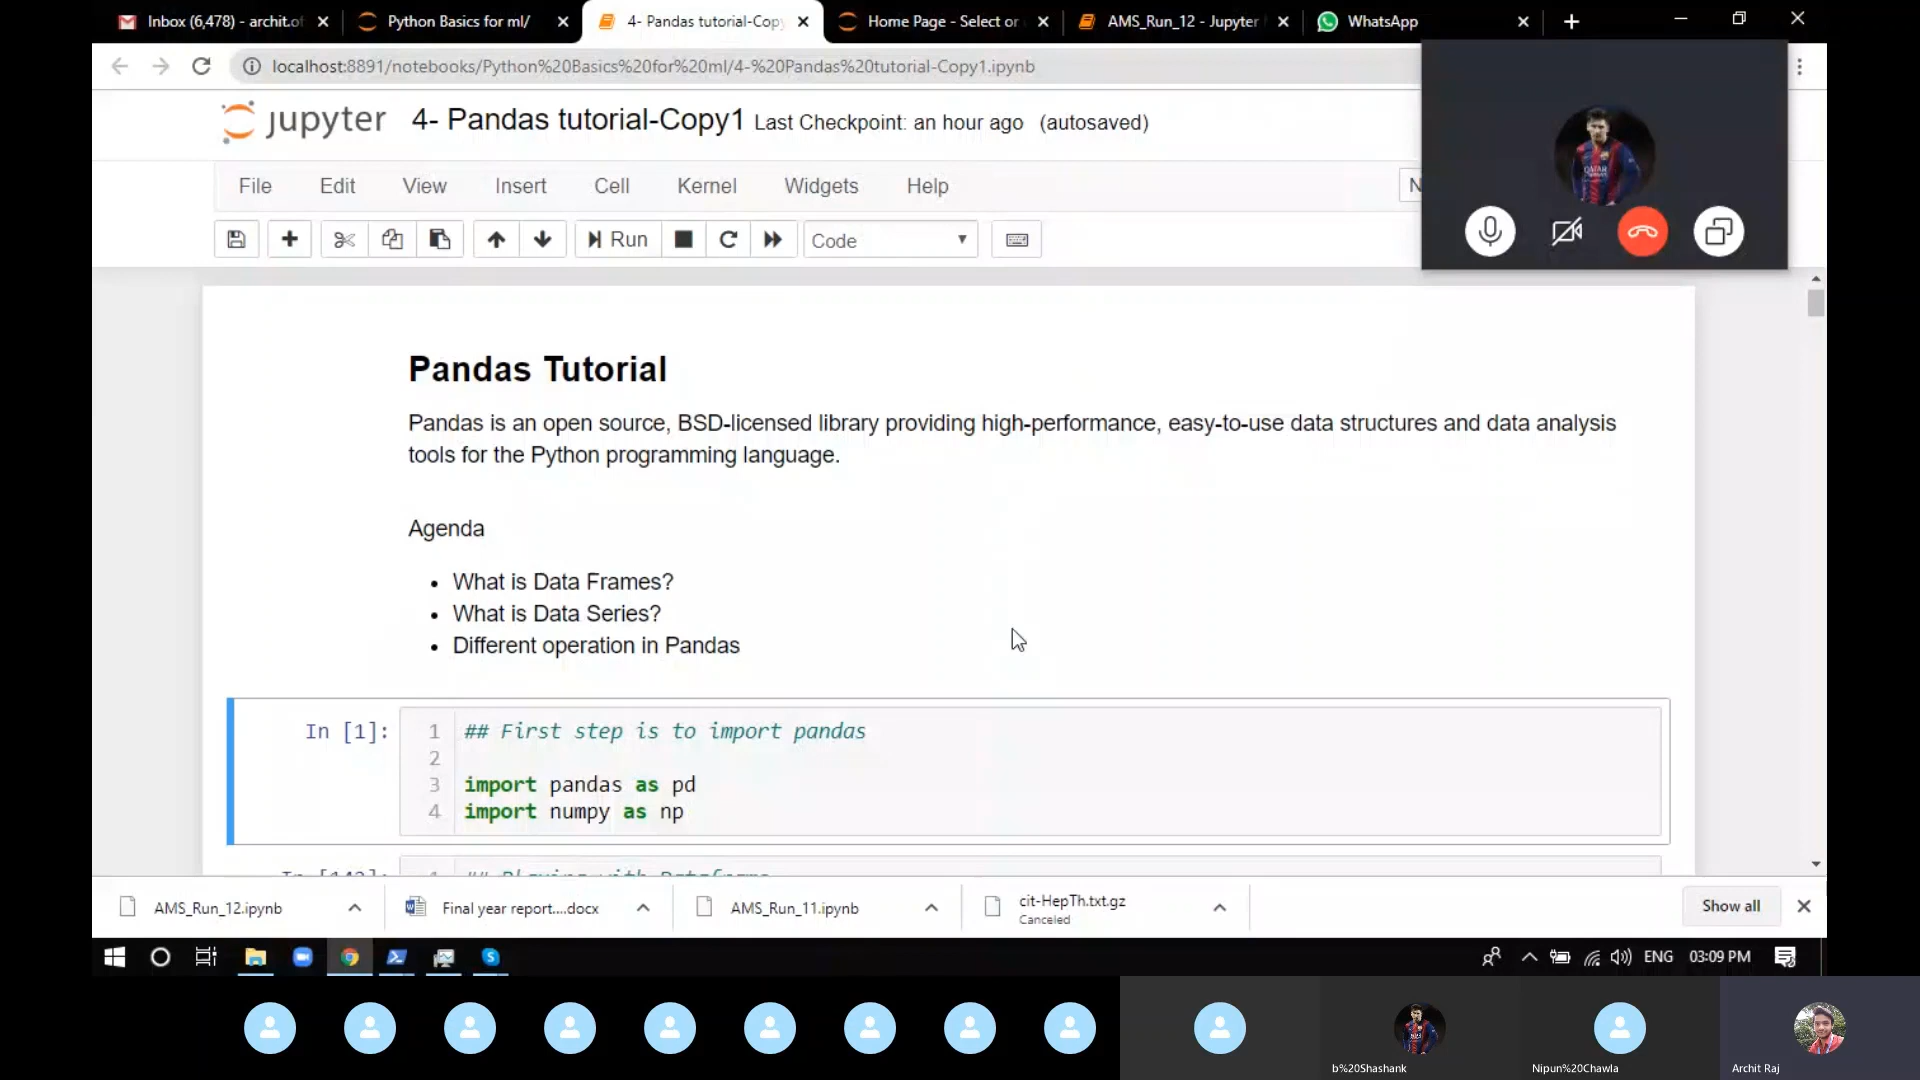 Inbox (6,478) - archit.of
Python Basics for ml/
4- Pandas tutorial-Copy
Home Page - Select or
AMS_Run_12 - Jupyter
WhatsApp
localhost:8891/notebooks/Python%20Basics%20for%20ml/4-%20Pandas%20tutorial-Copy1.ipynb
jupyter 4- Pandas tutorial-Copy1 Last Checkpoint: an hour ago (autosaved)
File Edit View Insert Cell Kernel Widgets Help
N
Run
Code
QATAR
Pandas Tutorial
Pandas is an open source, BSD-licensed library providing high-performance, easy-to-use data structures and data analysis
tools for the Python programming language.
Agenda
• What is Data Frames?
• What is Data Series?
• Different operation in Pandas
In [1]:
1 ## First step is to import pandas
2
3 import pandas as pd
4 import numpy as np
AMS_Run_12.ipynb
Final year report....docx
AMS_Run_11.ipynb
cit-HepTh.txt.gz
Canceled
Show all
ENG 03:09 PM
b%20Shashank
Nipun%20Chawla
Archit Raj